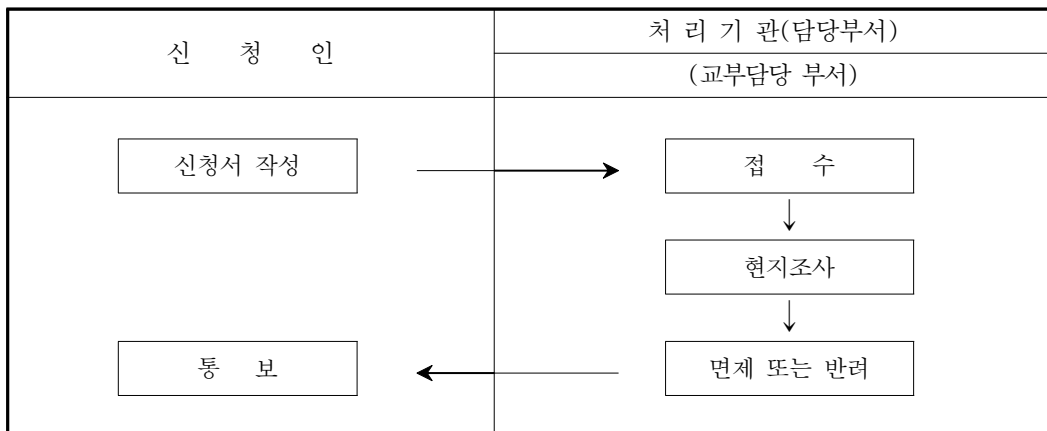 신 청 인
처 리 기 관(담당부서)
(교부담당 부서)
신청서 작성
접 수
현지조사
통 보
면제 또는 반려